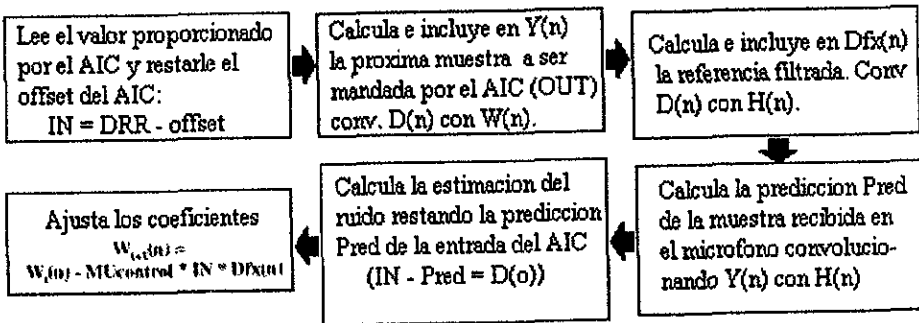 Lee el valor proporcionado
por el AIC y restarle el
offset del AIC:
IN = DRR - offset
Calcula e incluye en Y(n)
la proxima muestra a ser
mandada por el AIC (OUT)
conv. D(n) con W(n).
Calcula e incluye en Dfx(n)
la referencia filtrada. Conv
D(n) con H(n).
Calcula la prediccion Pred
de la muestra recibida en
el microfono convolucio-
nando Y(n) con H(n)
Calcula la estimacion del
ruido restando la prediccion
Pred de la entrada del AIC
(IN - Pred = D(o))
Ajusta los coeficientes
W_{i+1}(n) =
W_i(n) - MUcontrol * IN * Dfx(n)